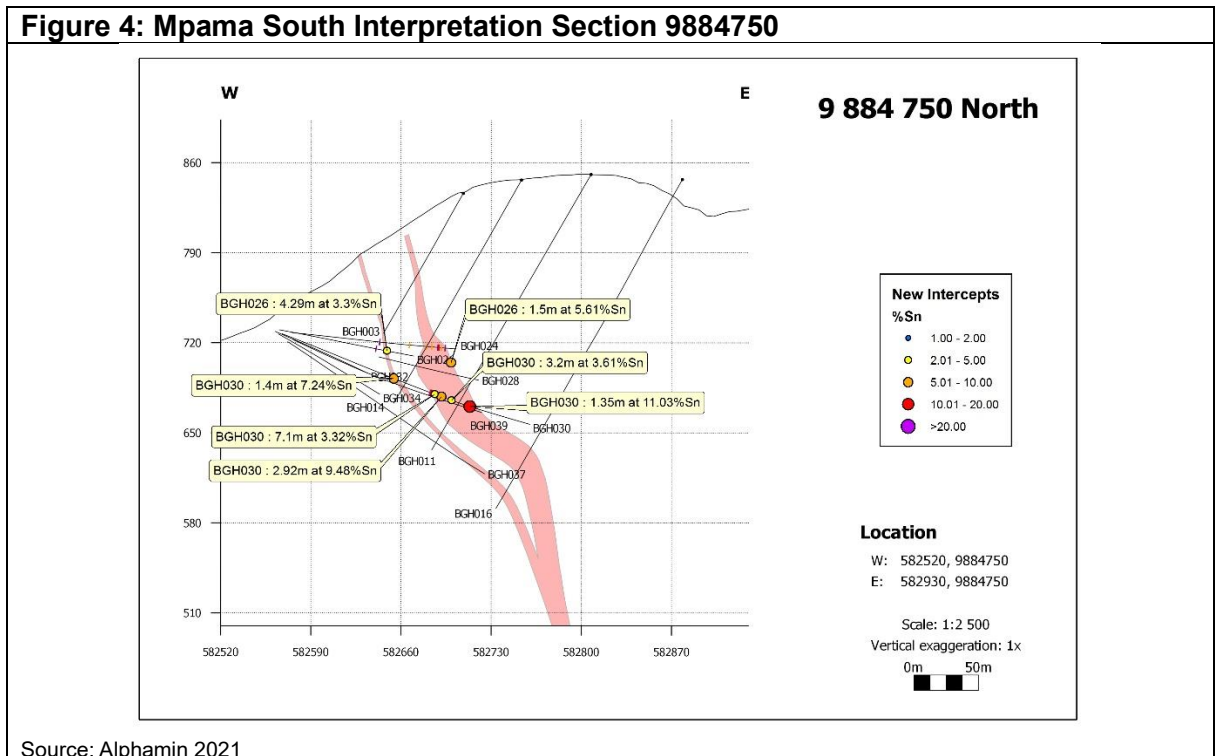 Figure 4: Mpama South Interpretation Section 9884750
W
E
9 884 750 North
860
790
720
650
580
510
582520
582590
582660
582730
582800
582870
BGH026 : 4.29m at 3.3%Sn
BGH026 : 1.5m at 5.61%Sn
BGH003
BGH024
BGH02
BGH030 : 3.2m at 3.61%Sn
BGH028
BGH030 : 1.4m at 7.24%Sn
BGH034
BGH014
BGH030 : 1.35m at 11.03%Sn
BGH039
BGH030
BGH030 : 7.1m at 3.32%Sn
BGH011
BGH030 : 2.92m at 9.48%Sn
BGH037
BGH016
New Intercepts
%Sn
1.00 - 2.00
2.01 - 5.00
5.01 - 10.00
10.01 - 20.00
>20.00
Location
W: 582520, 9884750
E: 582930, 9884750
Scale: 1:2 500
Vertical exaggeration: 1x
0m 50m
Source: Alphamin 2021